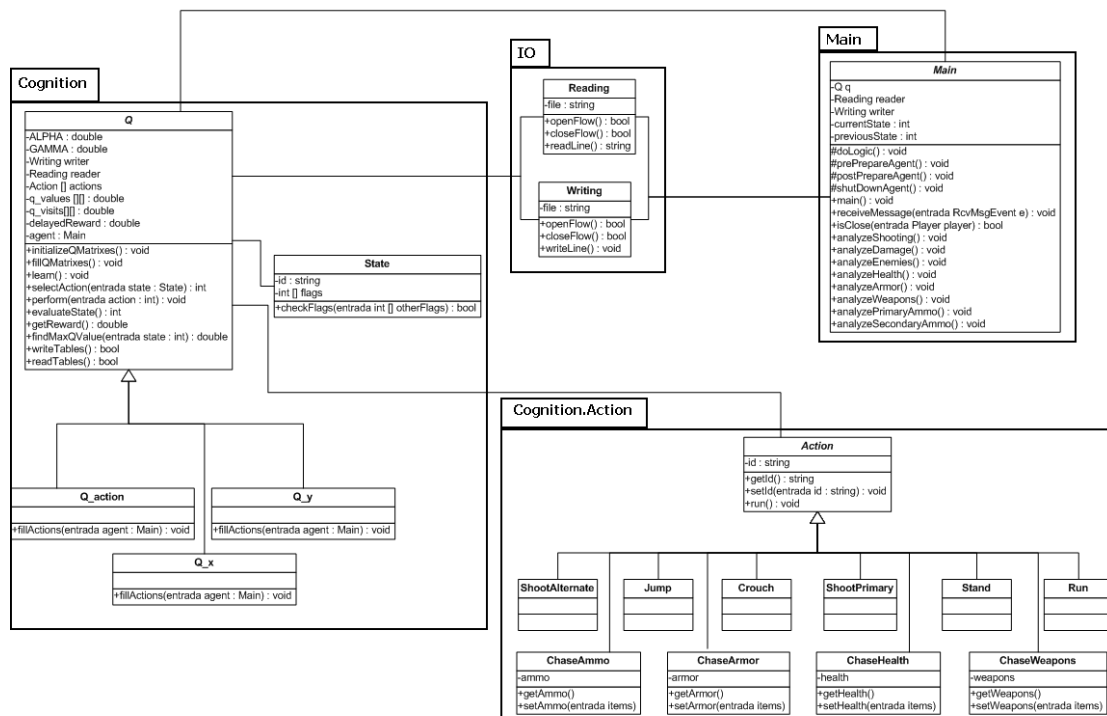 Cognition
Q
-ALPHA : double
-GAMMA : double
-Writing writer
-Reading reader
-Action [] actions
-q_values [][] : double
-q_visits[][] : double
-delayedReward : double
-agent : Main
+initializeQMatrixes() : void
+fillQMatrixes() : void
+learn() : void
+selectAction(entrada state : State) : int
+perform(entrada action : int) : void
+evaluateState() : int
+getReward() : double
+findMaxQValue(entrada state : int) : double
+writeTables() : bool
+readTables() : bool
State
-id : string
-int [] flags
+checkFlags(entrada int [] otherFlags) : bool
Q_action
+fillActions(entrada agent : Main) : void
Q_y
+fillActions(entrada agent : Main) : void
Q_x
+fillActions(entrada agent : Main) : void
IO
Reading
-file : string
+openFlow() : bool
+closeFlow() : bool
+readLine() : string
Writing
-file : string
+openFlow() : bool
+closeFlow() : bool
+writeLine() : void
Main
Main
-Q q
-Reading reader
-Writing writer
-currentState : int
-previousState : int
#doLogic() : void
#prePrepareAgent() : void
#postPrepareAgent() : void
#shutDownAgent() : void
+main() : void
+receiveMessage(entrada RcvMsgEvent e) : void
+isClose(entrada Player player) : bool
+analyzeShooting() : void
+analyzeDamage() : void
+analyzeEnemies() : void
+analyzeHealth() : void
+analyzeArmor() : void
+analyzeWeapons() : void
+analyzePrimaryAmmo() : void
+analyzeSecondaryAmmo() : void
Cognition.Action
Action
-id : string
+getId() : string
+setId(entrada id : string) : void
+run() : void
ShootAlternate
Jump
Crouch
ShootPrimary
Stand
Run
ChaseAmmo
-ammo
+getAmmo()
+setAmmo(entrada items)
ChaseArmor
-armor
+getArmor()
+setArmor(entrada items)
ChaseHealth
-health
+getHealth()
+setHealth(entrada items)
ChaseWeapons
-weapons
+getWeapons()
+setWeapons(entrada items)